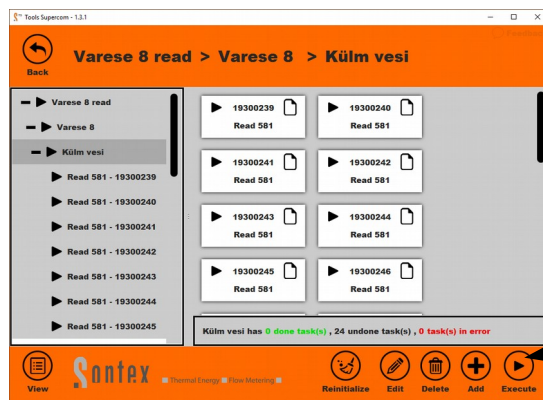 Tools Supercom - 1.3.1
Varese 8 read > Varese 8 > Külm vesi
Back
Varese 8 read
Varese 8
Külm vesi
Read 581 - 19300239
Read 581 - 19300240
Read 581 - 19300241
Read 581 - 19300242
Read 581 - 19300243
Read 581 - 19300244
Read 581 - 19300245
19300239
Read 581
19300240
Read 581
19300241
Read 581
19300242
Read 581
19300243
Read 581
19300244
Read 581
19300245
Read 581
19300246
Read 581
Külm vesi has 0 done task(s) , 24 undone task(s) , 0 task(s) in error
View
Sontex
Thermal Energy Flow Metering
Reinitialize
Edit
Delete
Add
Execute